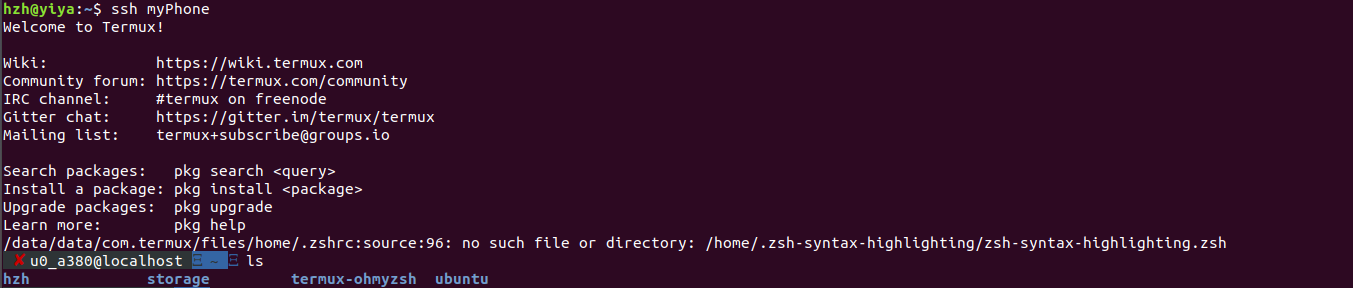 hzh@yiya:~$ ssh myPhone
Welcome to Termux!
Wiki: https://wiki.termux.com
Community forum: https://termux.com/community
IRC channel: #termux on freenode
Gitter chat: https://gitter.im/termux/termux
Mailing list: termux+subscribe@groups.io
Search packages: pkg search <query>
Install a package: pkg install <package>
Upgrade packages: pkg upgrade
Learn more: pkg help
/data/data/com.termux/files/home/.zshrc:source:96: no such file or directory: /home/.zsh-syntax-highlighting/zsh-syntax-highlighting.zsh
✘ u0_a380@localhost ~ ls
hzh storage termux-ohmyzsh ubuntu